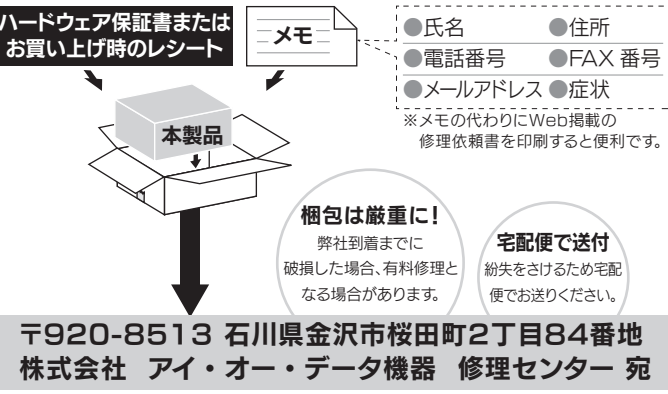 ハードウェア保証書または
お買い上げ時のレシート
メモ
●氏名 ●住所
●電話番号 ●FAX 番号
●メールアドレス ●症状
※メモの代わりにWeb掲載の
修理依頼書を印刷すると便利です。
本製品
梱包は厳重に!
弊社到着までに
破損した場合、有料修理と
なる場合があります。
宅配便で送付
紛失をさけるため宅配
便でお送りください。
〒920-8513 石川県金沢市桜田町2丁目84番地
株式会社 アイ・オー・データ機器 修理センター 宛